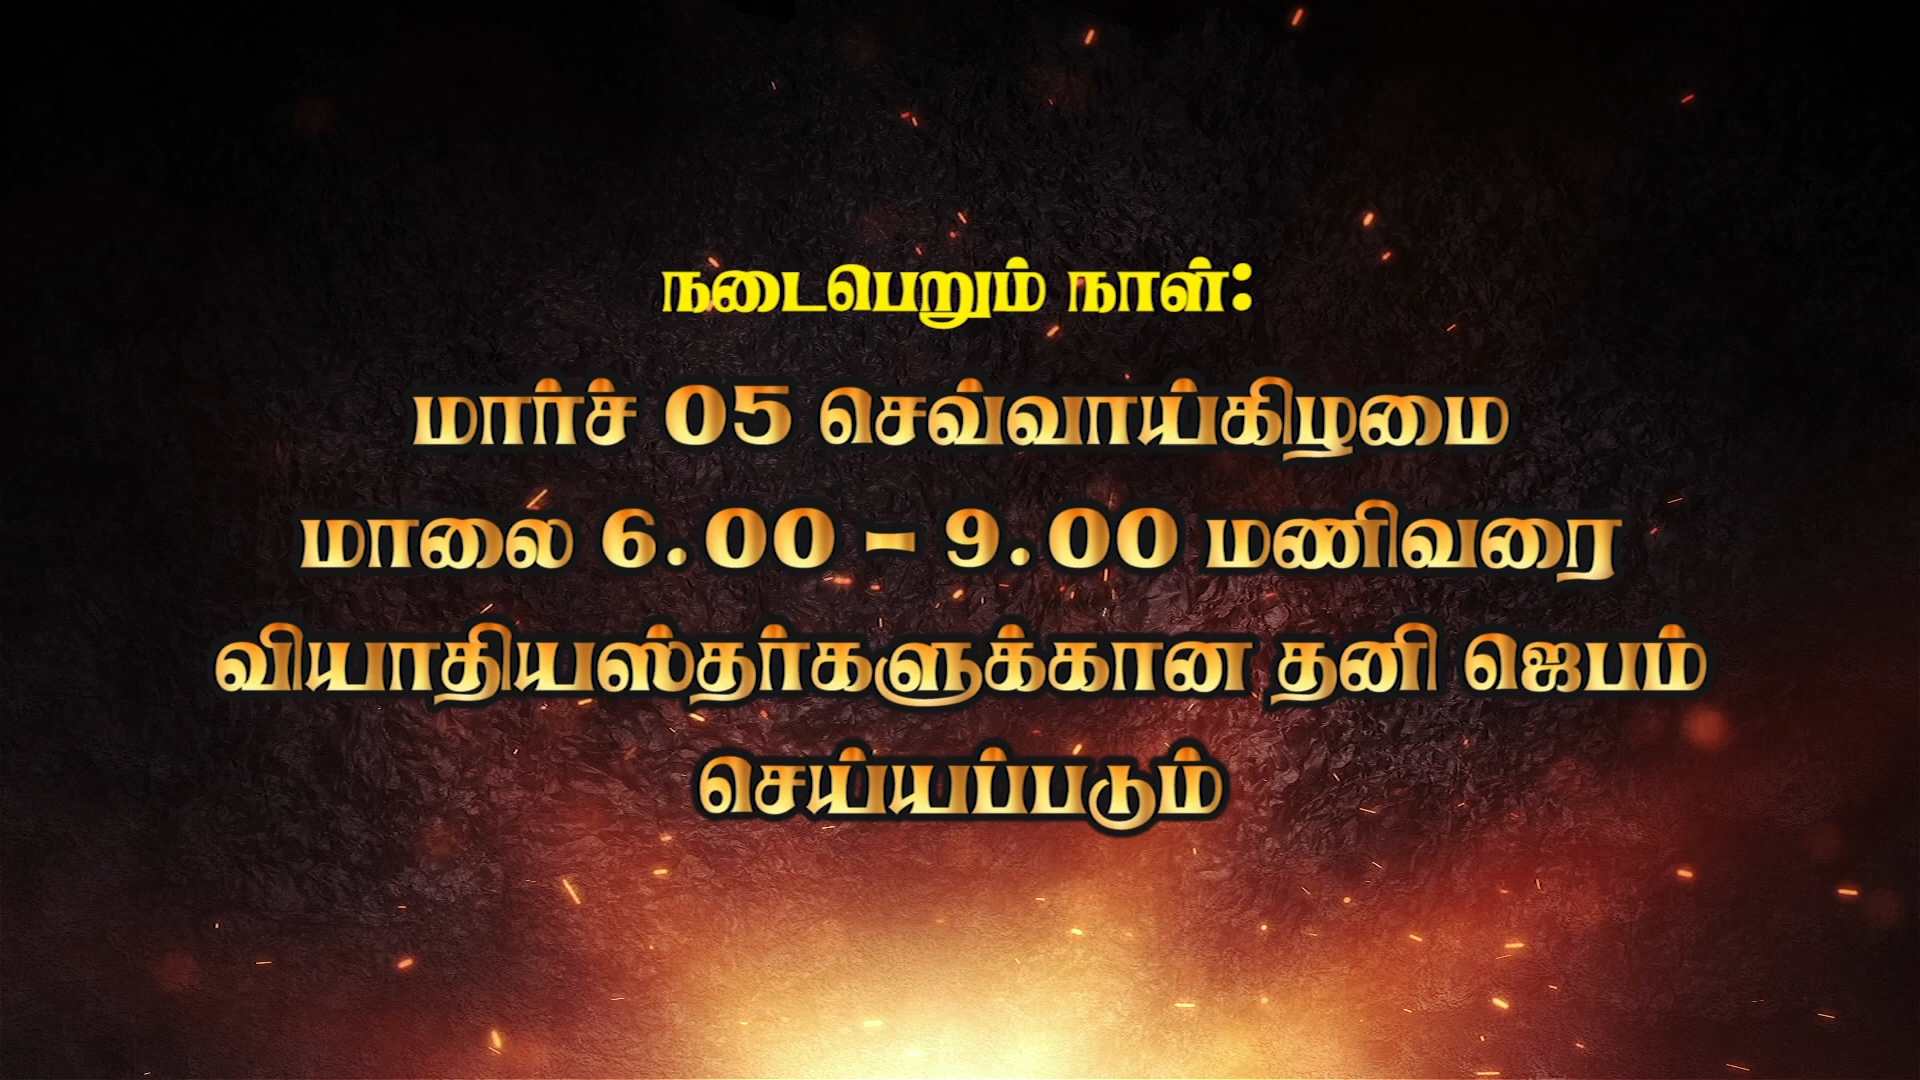 நடைபெறும் நாள்:
மார்ச் 05 செவ்வாய்கிழமை
மாலை 6.00 - 9.00 மணிவரை
வியாதியஸ்தர்களுக்கான தனி ஜெபம்
செய்யப்படும்